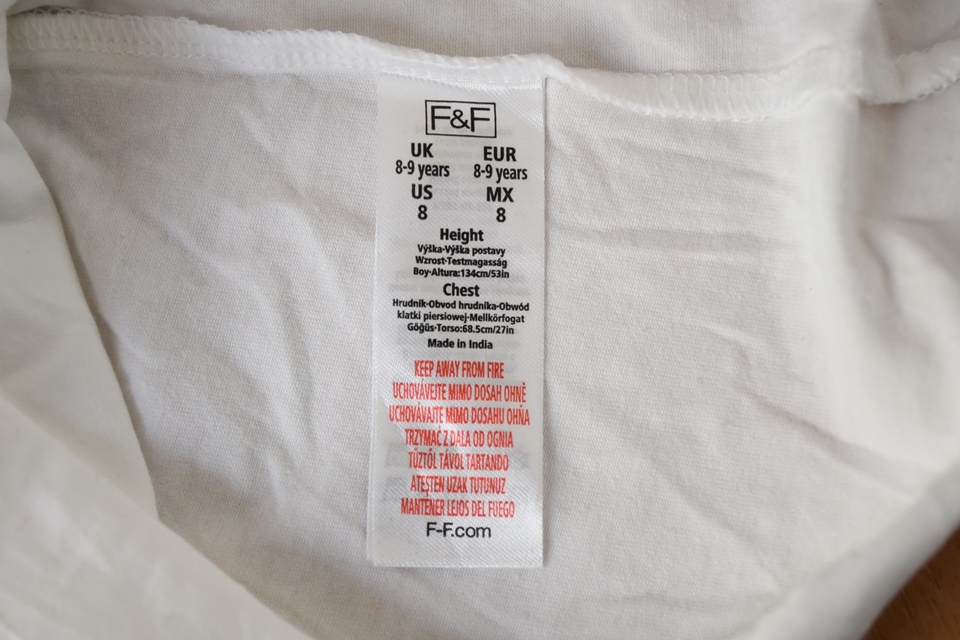 F&F
UK EUR
8-9 years 8-9 years
US MX
8 8
Height
Výška·Výška postavy
Wzrost·Testmagasság
Boy·Altura:134cm/53in
Chest
Hrudník·Obvod hrudníka·Obwód
klatki piersiowej·Mellkörfogat
Göğüs·Torso:68.5cm/27in
Made in India
KEEP AWAY FROM FIRE
UCHOVÁVEJTE MIMO DOSAH OHNĚ
UCHOVÁVAJTE MIMO DOSAHU OHŇA
TRZYMAĆ Z DALA OD OGNIA
TŰZTŐL TÁVOL TARTANDÓ
ATEŞTEN UZAK TUTUNUZ
MANTENER LEJOS DEL FUEGO
F-F.com